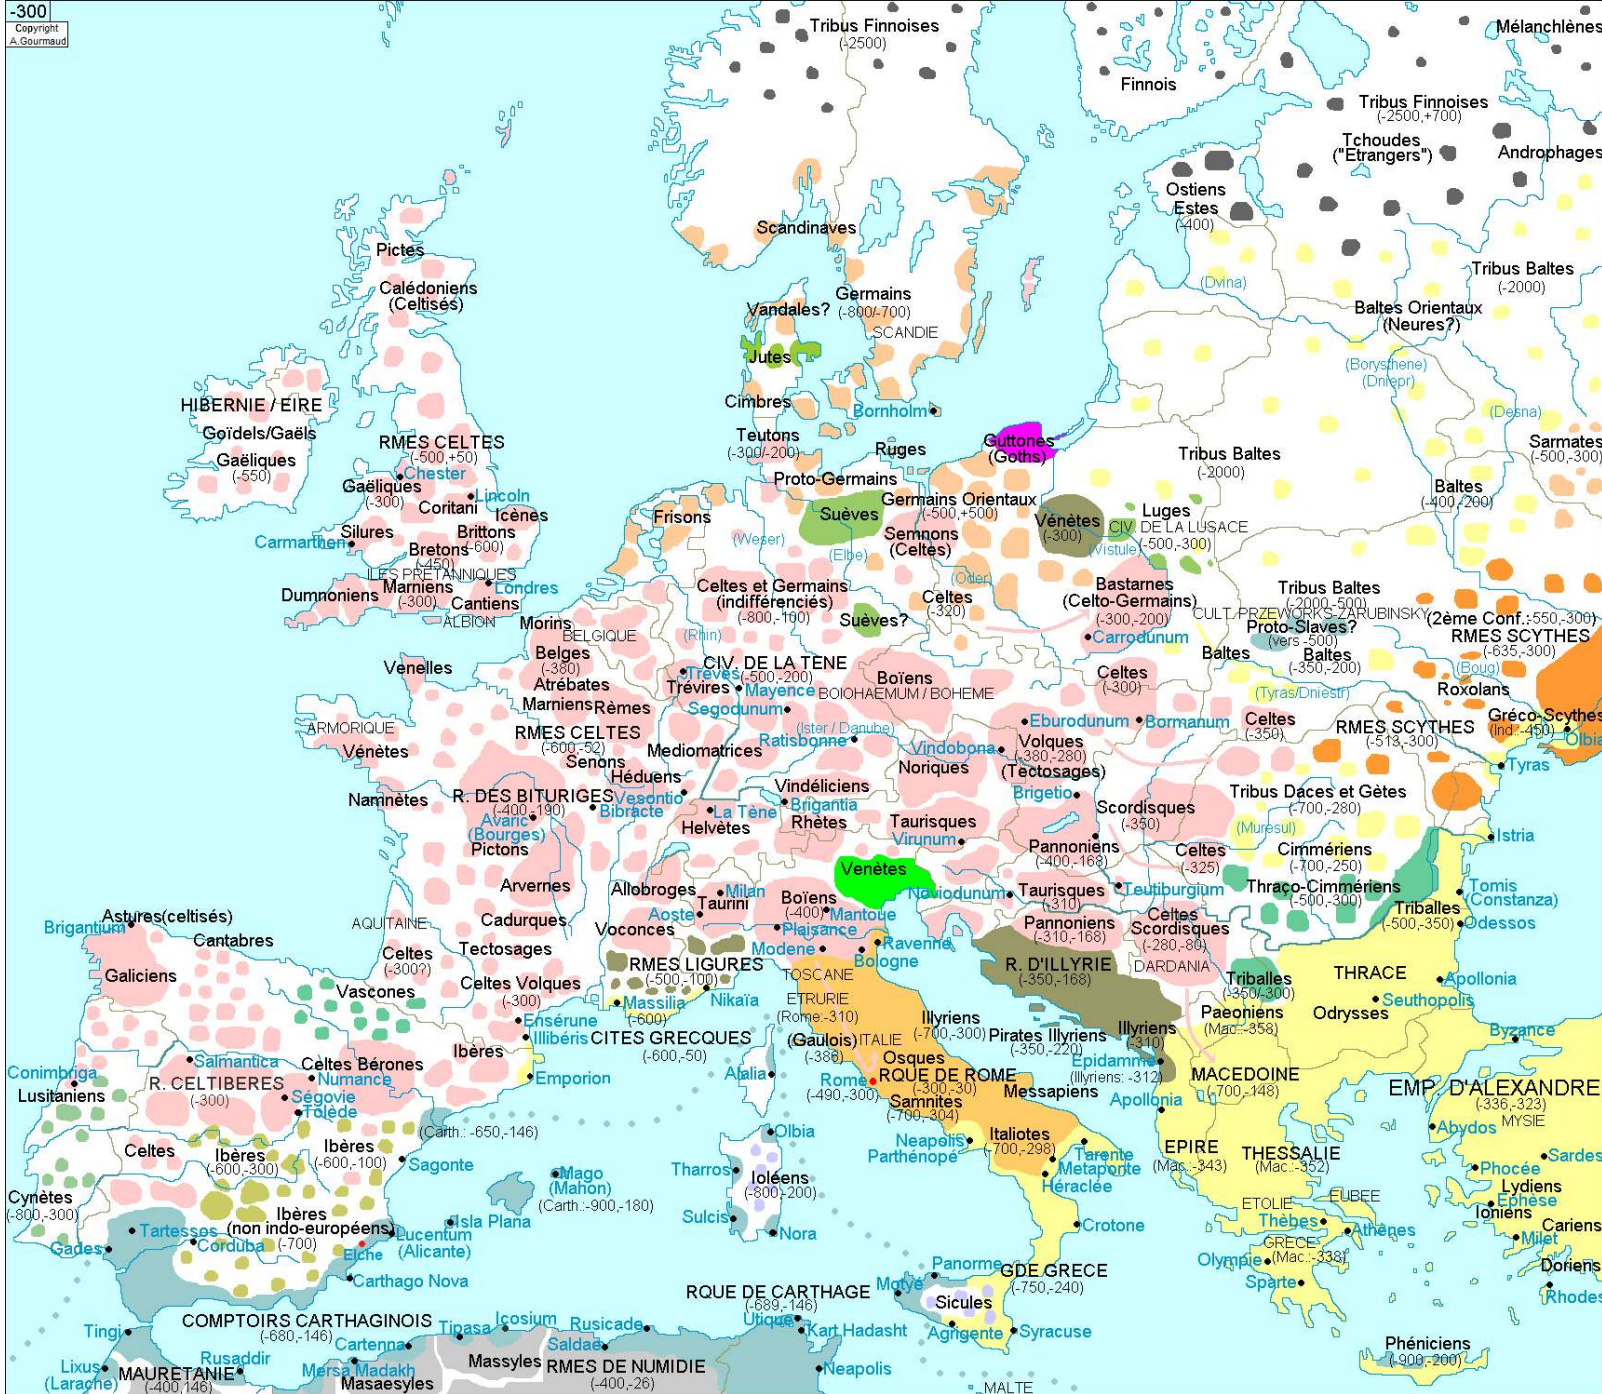 -300
Copyright
A.Gourmaud
Tribus Finnoises
(-2500)
Mélanchlènes
Finnois
Tribus Finnoises
(-2500,+700)
Tchoudes
("Etrangers")
Androphages
Ostiens
Estes
(-400)
Scandinaves
Pictes
Calédoniens
(Celtisés)
Vandales?
Germains
(-800/-700)
SCANDIE
(Dvina)
Tribus Baltes
(-2000)
Baltes Orientaux
(Neures?)
Jutes
(Borysthene)
(Dniepr)
HIBERNIE / EIRE
Goïdels/Gaëls
Gaëliques
(-550)
Cimbres
Bornholm
(Desna)
RMES CELTES
(-500,+50)
Chester
Gaëliques
(-300)
Lincoln
Coritani
Icènes
Silures
Brittons
(-600)
Carmarthen
Bretons
(-450)
ILES PRETANNIQUES
Dumnoniens
Marniens
(-300)
Londres
Cantiens
ALBION
Teutons
(-300/-200)
Ruges
Guttones
(Goths)
Tribus Baltes
(-2000)
Sarmates
(-500,-300)
Proto-Germains
Germains Orientaux
(-500,+500)
Baltes
(-400,-200)
Frisons
Suèves
Semnons
(Celtes)
Vénètes
(-300)
Luges
CIV. DE LA LUSACE
(-500,-300)
(Weser)
(Elbe)
(Vistule)
(Oder)
Celtes et Germains
(indifférenciés)
(-800,-100)
Celtes
(-320)
Bastarnes
(Celto-Germains)
(-300,-200)
Carrodunum
Suèves?
Tribus Baltes
(-2000,-500)
CULT. PRZEWORKS-ZARUBINSKY
Proto-Slaves?
(vers -500)
Baltes
Baltes
(-350,-200)
(2ème Conf.:-550,-300)
RMES SCYTHES
(-635,-300)
(Boug)
Roxolans
Morins
BELGIQUE
Belges
(-380)
(Rhin)
Venelles
Atrébates
Marniens
Rèmes
CIV. DE LA TENE
(-500,-200)
Trèves
Trévires
Mayence
Segodunum
Boïens
BOIOHAEMUM / BOHEME
Celtes
(-300)
(Tyras/Dniestr)
ARMORIQUE
Vénètes
RMES CELTES
(-600,-52)
Senons
Mediomatrices
(Ister / Danube)
Ratisbonne
Eburodunum
Bormanum
Celtes
(-350)
RMES SCYTHES
(-513,-300)
Gréco-Scythes
(Ind.:-450)
Olbia
Tyras
Vindobona
Volques
(-380,-280)
(Tectosages)
Noriques
Brigetio
Namnètes
Héduens
R. DES BITURIGES
(-400,-190)
Vesontio
Bibracte
Avaric
(Bourges)
Pictons
Vindéliciens
Brigantia
La Tène
Helvètes
Rhètes
Taurisques
Virunum
Scordisques
(-350)
Tribus Daces et Gètes
(-700,-280)
(Muresul)
Istria
Pannoniens
(-400,-168)
Celtes
(-325)
Cimmériens
(-700,-250)
Arvernes
Allobroges
Milan
Taurini
Aoste
Venètes
Boïens
(-400)
Mantoue
Noviodunum
Taurisques
(-310)
Teutiburgium
Thraço-Cimmériens
(-500,-300)
Tomis
(Constanza)
Triballes
(-500,-350)
Odessos
Astures(celtisés)
Brigantium
Cantabres
AQUITAINE
Cadurques
Tectosages
Voconces
Plaisance
Modene
Ravenne
Bologne
Pannoniens
(-310,-168)
Celtes
Scordisques
(-280,-80)
DARDANIA
Galiciens
Celtes
(-300?)
Vascones
Celtes Volques
(-300)
RMES LIGURES
(-500,-100)
Massilia
(-600)
Nikaïa
TOSCANE
ETRURIE
(Rome:-310)
R. D'ILLYRIE
(-350,-168)
Triballes
(-350/-300)
THRACE
Apollonia
Seuthopolis
Odrysses
Byzance
Ensérune
Illibéris
CITES GRECQUES
(-600,-50)
Ibères
Emporion
(Gaulois)
(-386)
ITALIE
Illyriens
(-700,-300)
Pirates Illyriens
(-350,-220)
Illyriens
(-310)
Paeoniens
(Mac.:-358)
Salmantica
Conimbriga
Lusitaniens
R. CELTIBERES
(-300)
Cèltes Bérones
Numance
Ségovie
Tölède
Alalia
Osques
RQUE DE ROME
(-300,-30)
Rome
(-490,-300)
Samnites
(-700,-304)
Messapiens
Epidamne
(Illyriens: -312)
Apollonia
MACEDOINE
(-700,-148)
EMP. D'ALEXANDRE
(-336,-323)
MYSIE
Abydos
(Carth.: -650,-146)
Celtes
Ibères
(-600,-300)
Ibères
(-600,-100)
Sagonte
Olbia
Tharros
Ioléens
(-800,-200)
Neapolis
Parthénopé
Italiotes
(-700,-298)
Tarente
Metaponte
Héraclée
EPIRE
(Mac.:-343)
THESSALIE
(Mac.:-352)
Sardes
Phocée
Lydiens
Ephèse
Ioniens
Cynètes
(-800,-300)
Mago
(Mahon)
(Carth.:-900,-180)
Ibères
(non indo-européens)
(-700)
Isla Plana
Lucentum
(Alicante)
Tartessos
Corduba
Gades
Elche
Carthago Nova
Sulcis
Nora
Crotone
ETOLIE
EUBEE
Thèbes
Athènes
Cariens
Milet
GRECE
(Mac.:-338)
Olympie
Sparte
Doriens
Rhodes
Panorme
Motyé
GDE GRECE
(-750,-240)
Sicules
Agrigente
Syracuse
RQUE DE CARTHAGE
(-689,-146)
Utique
Kart Hadasht
COMPTOIRS CARTHAGINOIS
(-680,-146)
Tingi
Icosium
Tipasa
Cartenna
Rusicade
Saldae
Lixus
(Larache)
MAURETANIE
(-400,146)
Rusaddir
Mersa Madakh
Masaesyles
Massyles
RMES DE NUMIDIE
(-400,-26)
Neapolis
MALTE
Phéniciens
(-900,-200)